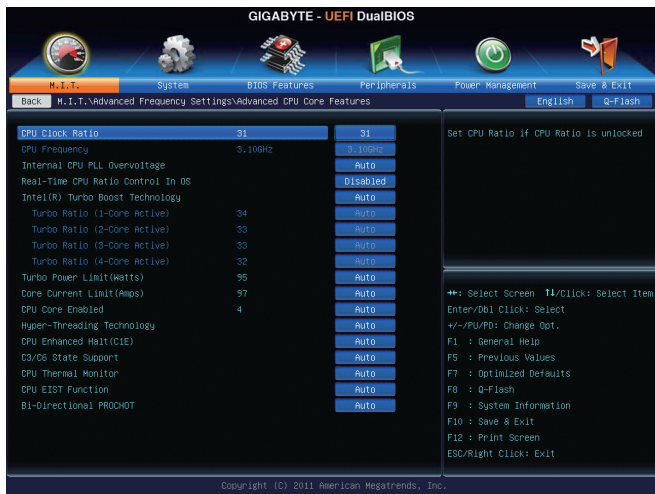 GIGABYTE - UEFI DualBIOS
M.I.T. System BIOS Features Peripherals Power Management Save & Exit
Back M.I.T.\Advanced Frequency Settings\Advanced CPU Core Features English Q-Flash
CPU Clock Ratio 31 31
CPU Frequency 3.10GHz 3.10GHz
Internal CPU PLL Overvoltage Auto
Real-Time CPU Ratio Control In OS Disabled
Intel(R) Turbo Boost Technology Auto
Turbo Ratio (1-Core Active) 34 Auto
Turbo Ratio (2-Core Active) 33 Auto
Turbo Ratio (3-Core Active) 33 Auto
Turbo Ratio (4-Core Active) 32 Auto
Turbo Power Limit(Watts) 95 Auto
Core Current Limit(Amps) 97 Auto
CPU Core Enabled 4 Auto
Hyper-Threading Technology Auto
CPU Enhanced Halt(C1E) Auto
C3/C6 State Support Auto
CPU Thermal Monitor Auto
CPU EIST Function Auto
Bi-Directional PROCHOT Auto
Set CPU Ratio if CPU Ratio is unlocked
→←: Select Screen ↑↓/Click: Select Item
Enter/Dbl Click: Select
+/-/PU/PD: Change Opt.
F1 : General Help
F5 : Previous Values
F7 : Optimized Defaults
F8 : Q-Flash
F9 : System Information
F10 : Save & Exit
F12 : Print Screen
ESC/Right Click: Exit
Copyright (C) 2011 American Megatrends, Inc.